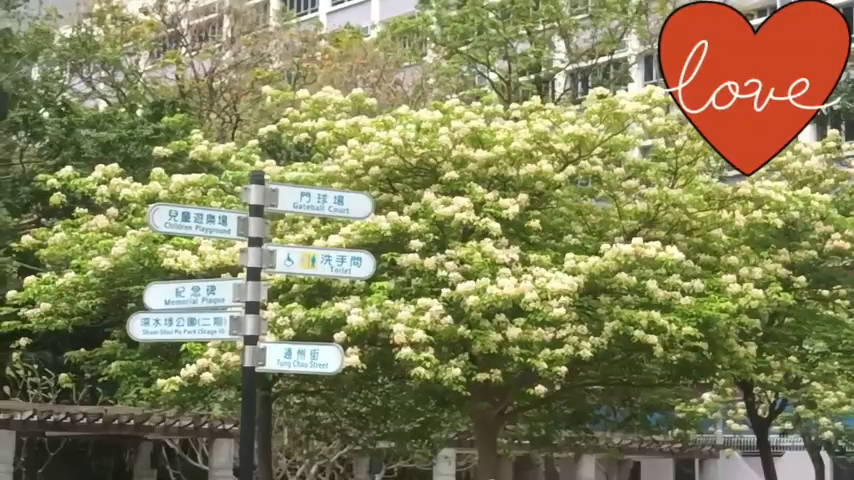 門球場
Gateball Court
兒童遊樂場
Children Playground
洗手間
Toilet
紀念碑
Memorial Plaque
深水埗公園(二期)
Sham Shui Po Park (Stage II)
通州街
Tung Chau Street
love